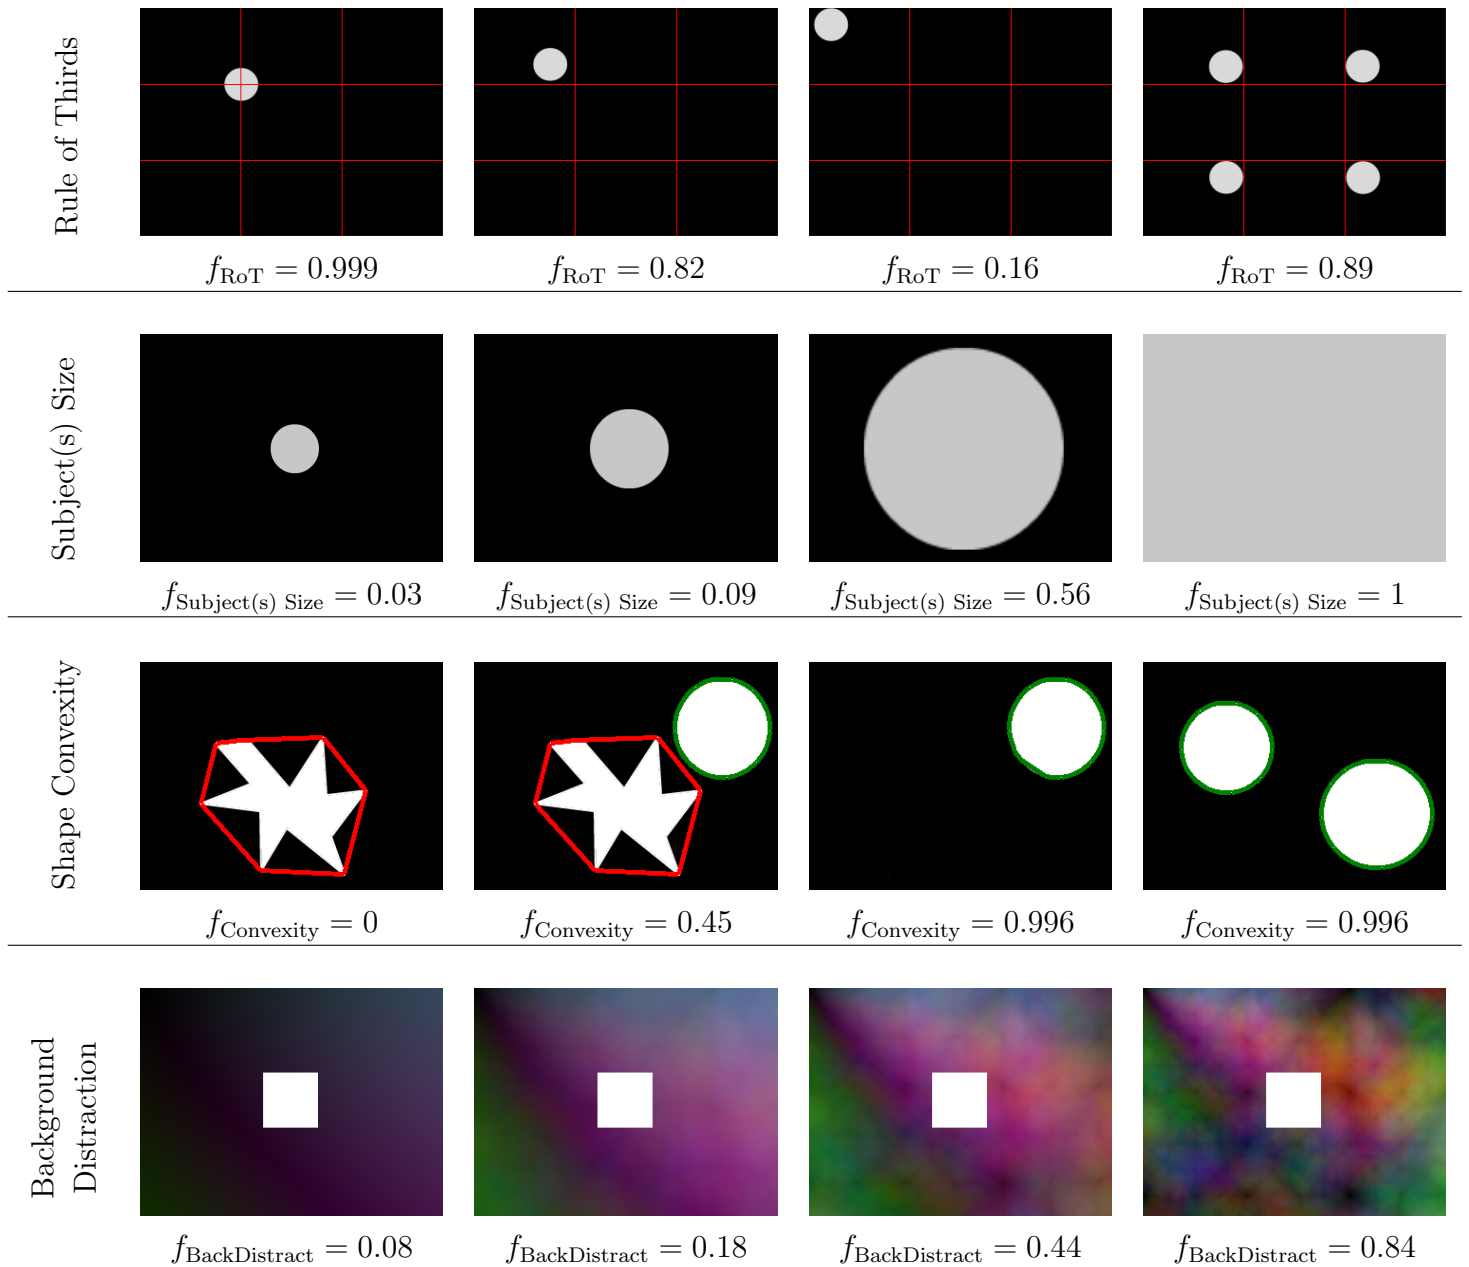 Rule of Thirds
f_RoT = 0.999
f_RoT = 0.82
f_RoT = 0.16
f_RoT = 0.89
Subject(s) Size
f_Subject(s) Size = 0.03
f_Subject(s) Size = 0.09
f_Subject(s) Size = 0.56
f_Subject(s) Size = 1
Shape Convexity
f_Convexity = 0
f_Convexity = 0.45
f_Convexity = 0.996
f_Convexity = 0.996
Background
Distraction
f_BackDistract = 0.08
f_BackDistract = 0.18
f_BackDistract = 0.44
f_BackDistract = 0.84